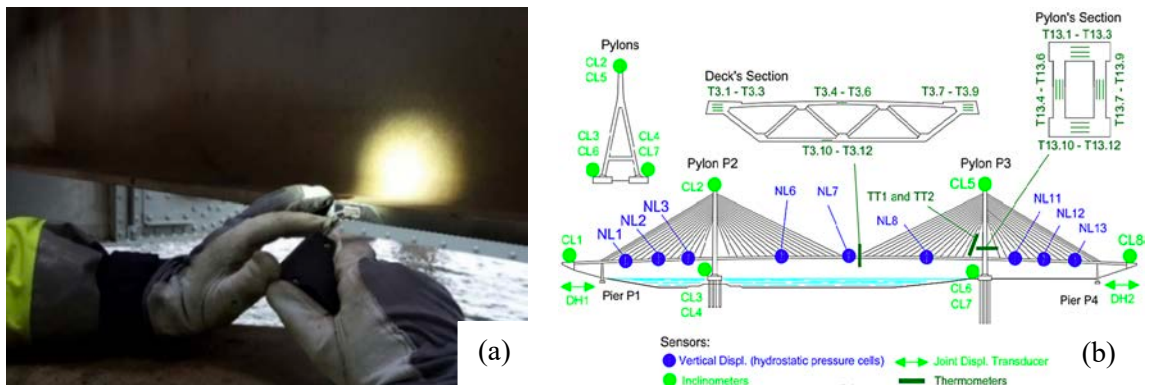 (a)
Pylons
CL2
CL5
CL3
CL6
CL4
CL7
Deck's Section
T3.1 - T3.3
T3.4 - T3.6
T3.7 - T3.9
T3.10 - T3.12
Pylon's Section
T13.1 - T13.3
T13.4 - T13.6
T13.7 - T13.9
T13.10 - T13.12
Pylon P2
CL2
Pylon P3
CL5
TT1 and TT2
CL1
NL1
NL2
NL3
NL6
NL7
NL8
NL11
NL12
NL13
CL8
DH1
Pier P1
CL3
CL4
CL6
CL7
Pier P4
DH2
Sensors:
Vertical Displ. (hydrostatic pressure cells)
Joint Displ. Transducer
Inclinometers
Thermometers
(b)